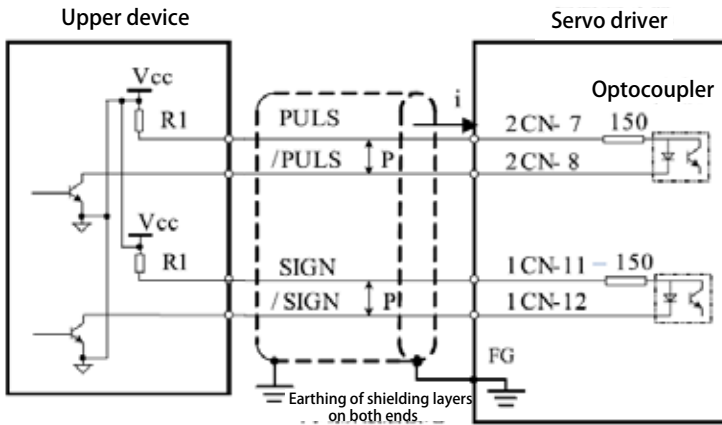 Upper device
Servo driver
Vcc
Optocoupler
i
R1
PULS
2CN-7
150
/PULS
P
2CN-8
Vcc
R1
SIGN
1CN-11
150
/SIGN
P
1CN-12
FG
Earthing of shielding layers
on both ends